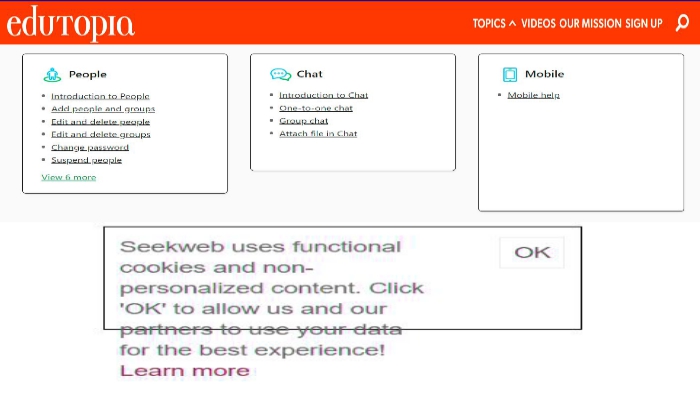 edutopia
TOPICS VIDEOS OUR MISSION SIGN UP
People
Introduction to People
Add people and groups
Edit and delete people
Edit and delete groups
Change password
Suspend people
View 6 more
Chat
Introduction to Chat
One-to-one chat
Group chat
Attach file in Chat
Mobile
Mobile help
Seekweb uses functional
cookies and non-
personalized content. Click
'OK' to allow us and our
partners to use your data
for the best experience!
Learn more
OK